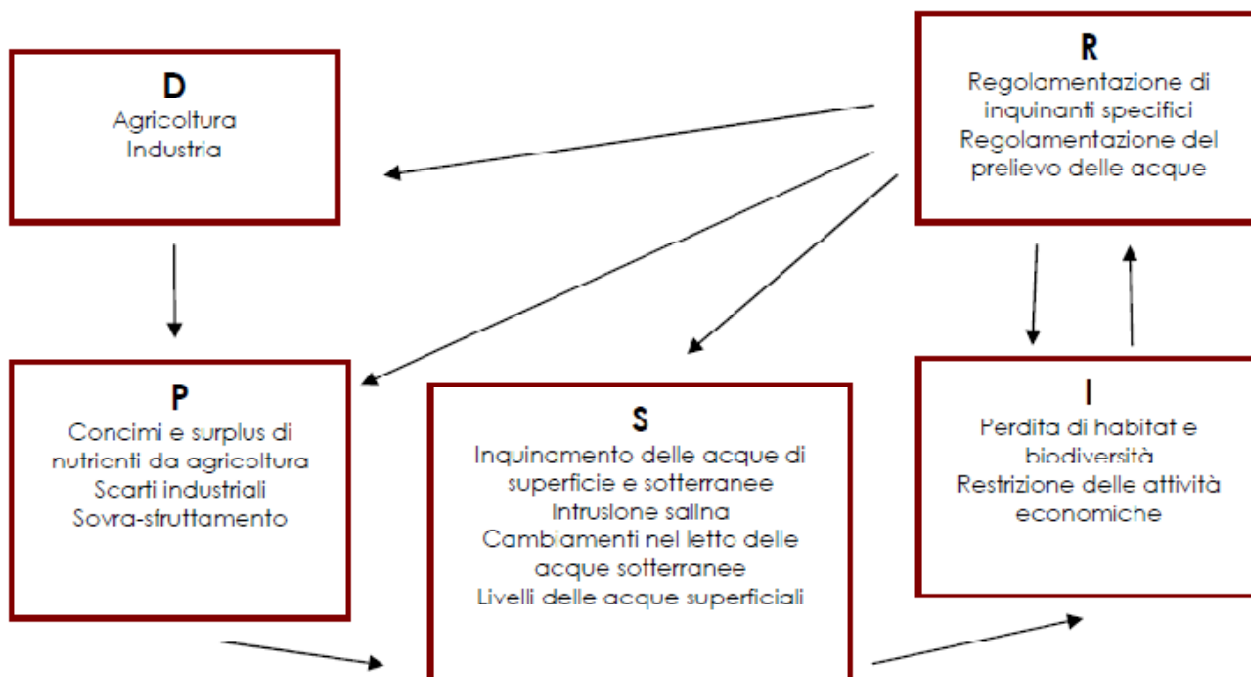 D
Agricoltura
Industria
R
Regolamentazione di
inquinanti specifici
Regolamentazione del
prelievo delle acque
P
Concimi e surplus di
nutrienti da agricoltura
Scarti industriali
Sovra-sfruttamento
S
Inquinamento delle acque di
superficie e sotterranee
Intrusione salina
Cambiamenti nel letto delle
acque sotterranee
Livelli delle acque superficiali
I
Perdita di habitat e
biodiversità
Restrizione delle attività
economiche